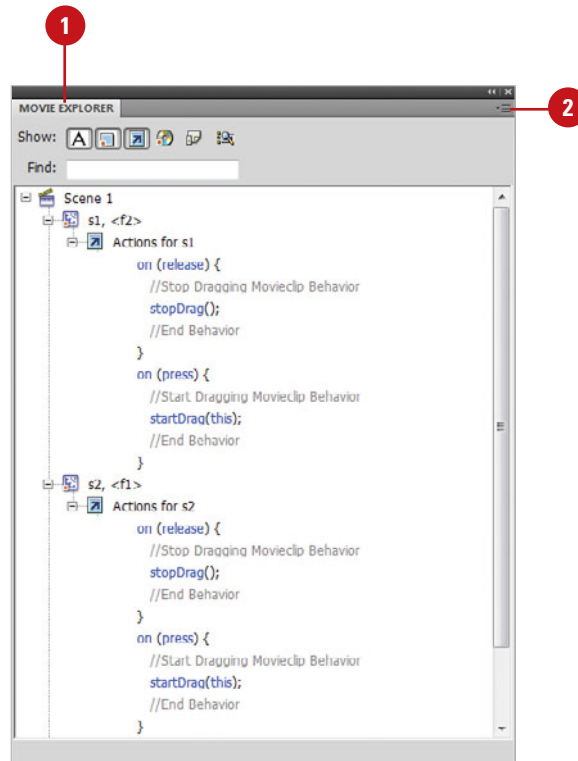 1
MOVIE EXPLORER
2
Show: A
Find:
Scene 1
s1, <f2>
Actions for s1
on (release) {
//Stop Dragging Movieclip Behavior
stopDrag();
//End Behavior
}
on (press) {
//Start Dragging Movieclip Behavior
startDrag(this);
//End Behavior
}
s2, <f1>
Actions for s2
on (release) {
//Stop Dragging Movieclip Behavior
stopDrag();
//End Behavior
}
on (press) {
//Start Dragging Movieclip Behavior
startDrag(this);
//End Behavior
}